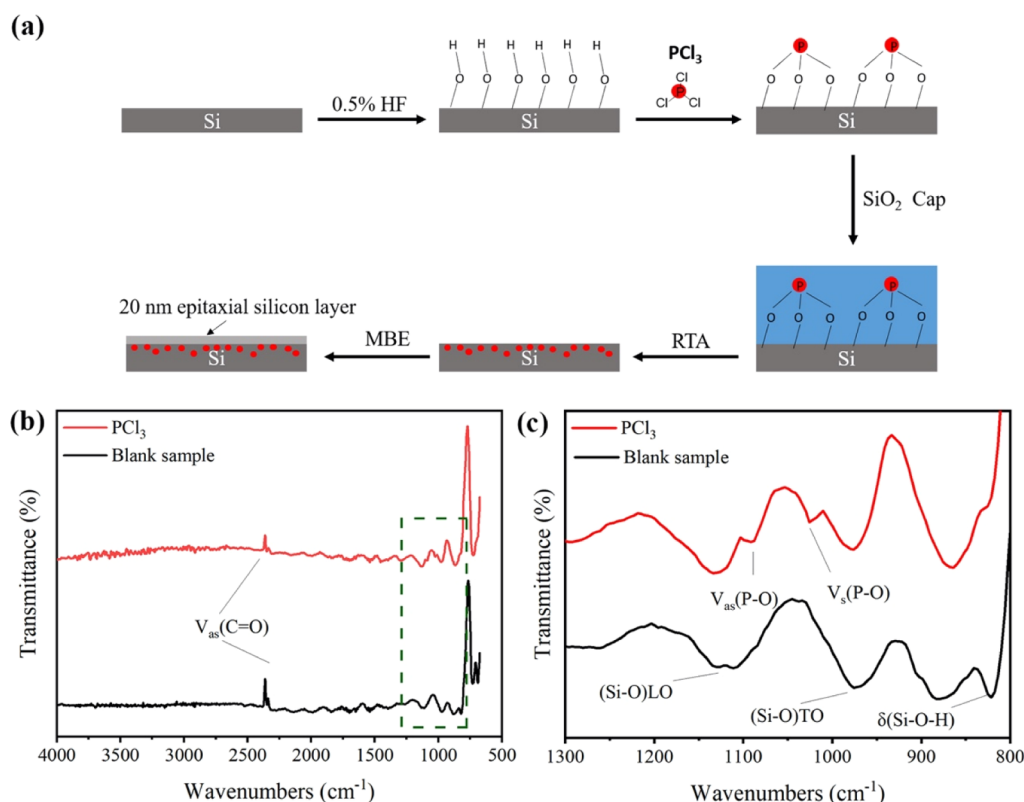 (a)
H H H H H H
O O O O O O
PCl3
Cl
P
Cl Cl
P P
O O O O O O
Si
0.5% HF
Si
Si
SiO2 Cap
20 nm epitaxial silicon layer
P P
O O O O O O
Si
MBE
Si
RTA
Si
(b)
PCl3
Blank sample
Vas(C=O)
Transmittance (%)
4000 3500 3000 2500 2000 1500 1000 500
Wavenumbers (cm-1)
(c)
PCl3
Blank sample
Vas(P-O)
Vs(P-O)
(Si-O)LO
(Si-O)TO
δ(Si-O-H)
Transmittance (%)
1300 1200 1100 1000 900 800
Wavenumbers (cm-1)